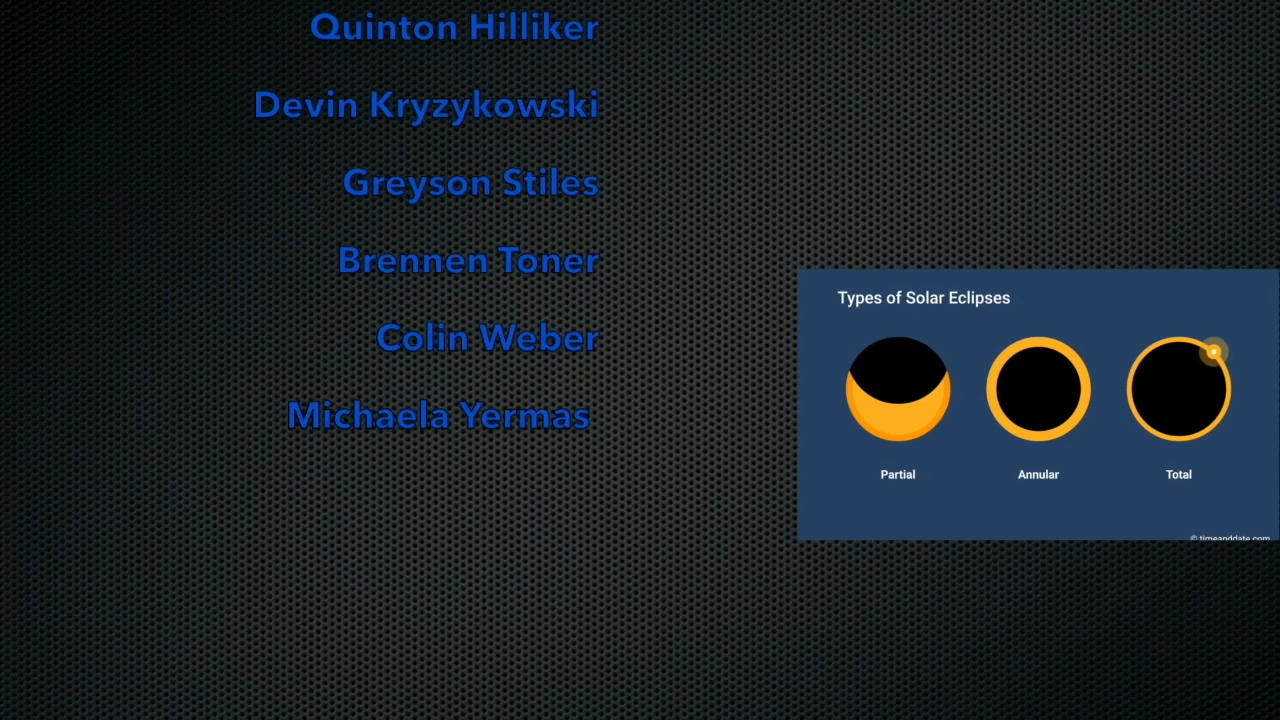 Quinton Hilliker
Devin Kryzykowski
Greyson Stiles
Brennen Toner
Colin Weber
Michaela Yermas
Types of Solar Eclipses
Partial
Annular
Total
© timeanddate.com